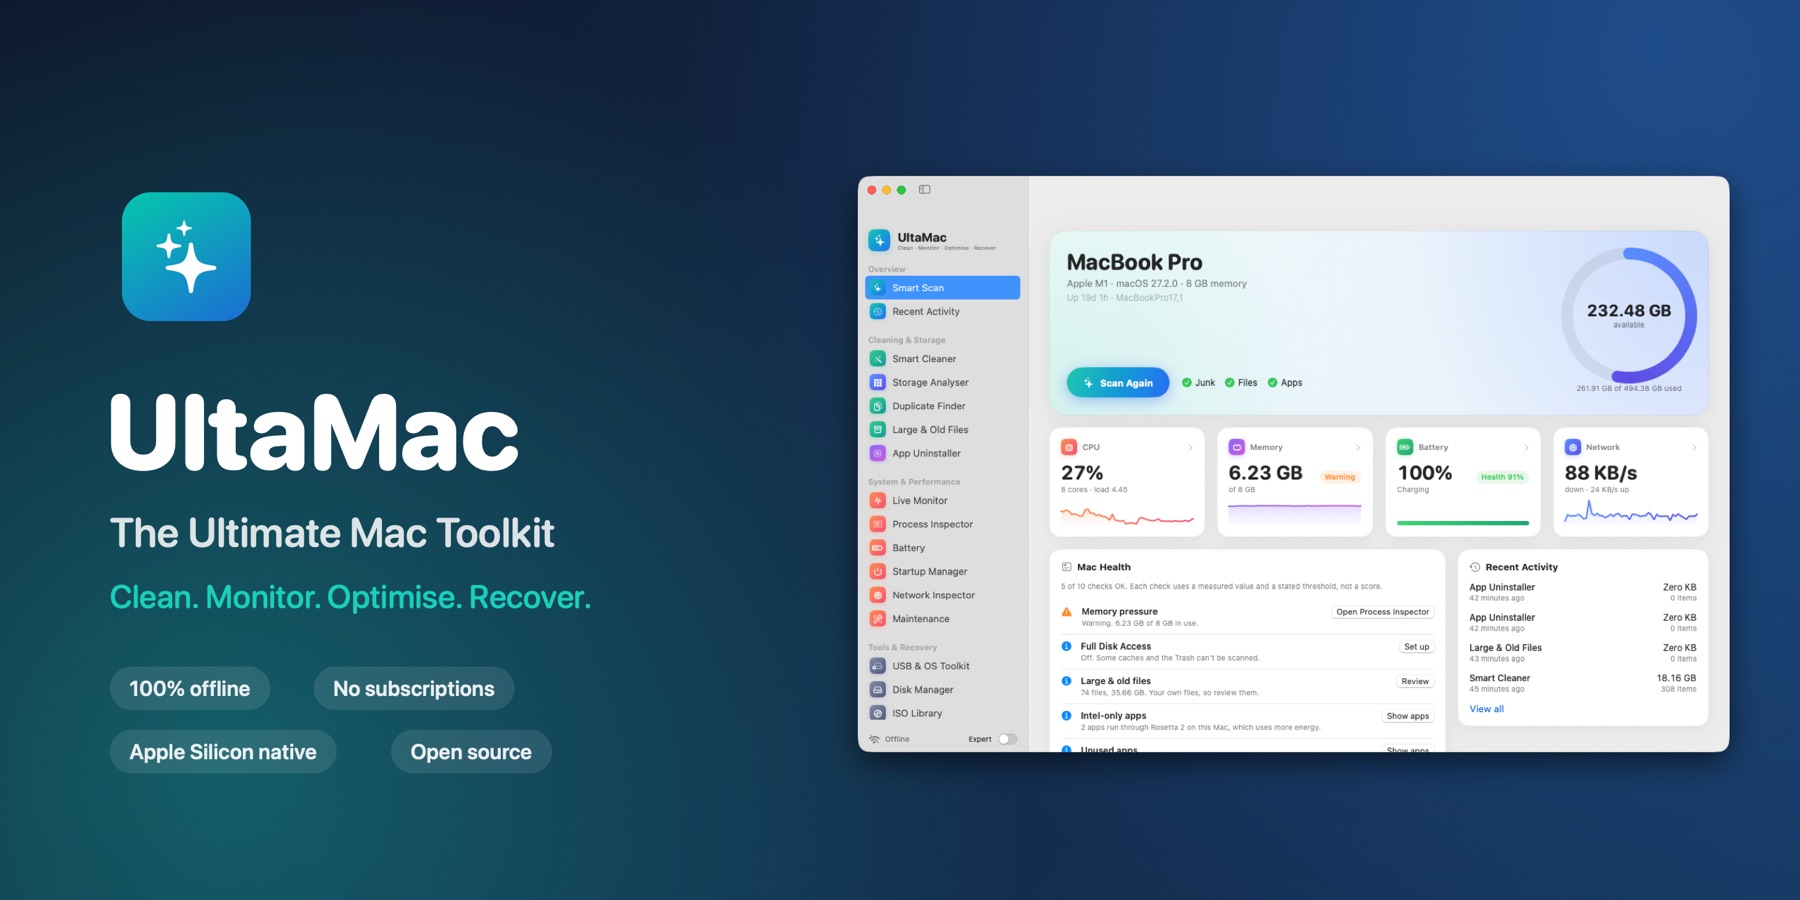 UltaMac
The Ultimate Mac Toolkit
Clean. Monitor. Optimise. Recover.
100% offline
No subscriptions
Apple Silicon native
Open source
UltaMac
Clean · Monitor · Optimise · Recover
Overview
Smart Scan
Recent Activity
Cleaning & Storage
Smart Cleaner
Storage Analyser
Duplicate Finder
Large & Old Files
App Uninstaller
System & Performance
Live Monitor
Process Inspector
Battery
Startup Manager
Network Inspector
Maintenance
Tools & Recovery
USB & OS Toolkit
Disk Manager
ISO Library
Offline
Expert
MacBook Pro
Apple M1 · macOS 27.2.0 · 8 GB memory
Up 19d 1h · MacBookPro17,1
Scan Again
Junk
Files
Apps
232.48 GB
available
261.91 GB of 494.38 GB used
CPU
27%
8 cores · load 4.45
Memory
6.23 GB
Warning
of 8 GB
Battery
100%
Health 91%
Charging
Network
88 KB/s
down · 24 KB/s up
Mac Health
5 of 10 checks OK. Each check uses a measured value and a stated threshold, not a score.
Memory pressure
Warning. 6.23 GB of 8 GB in use.
Open Process Inspector
Full Disk Access
Off. Some caches and the Trash can't be scanned.
Set up
Large & old files
74 files, 35.66 GB. Your own files, so review them.
Review
Intel-only apps
2 apps run through Rosetta 2 on this Mac, which uses more energy.
Show apps
Unused apps
Show apps
Recent Activity
App Uninstaller
Zero KB
42 minutes ago
0 items
App Uninstaller
Zero KB
42 minutes ago
0 items
Large & Old Files
Zero KB
43 minutes ago
0 items
Smart Cleaner
18.16 GB
45 minutes ago
308 items
View all